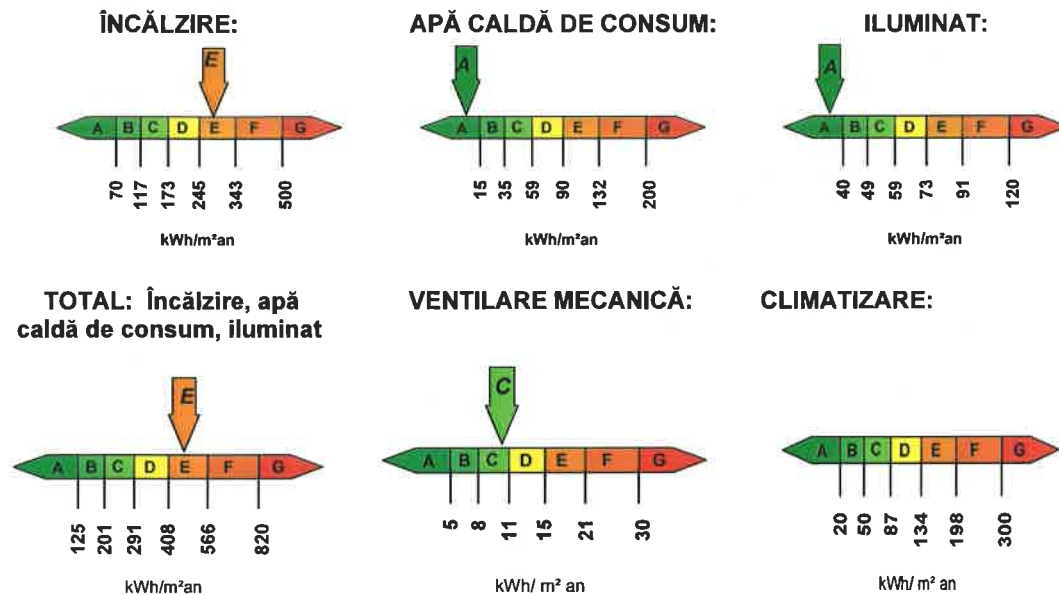 ÎNCĂLZIRE:
E
A B C D E F G
70 117 173 245 343 500
kWh/m²an
APĂ CALDĂ DE CONSUM:
A
A B C D E F G
15 35 59 90 132 200
kWh/m²an
ILUMINAT:
A
A B C D E F G
40 49 59 73 91 120
kWh/m²an
TOTAL: Încălzire, apă
caldă de consum, iluminat
E
A B C D E F G
125 201 291 408 566 820
kWh/m²an
VENTILARE MECANICĂ:
C
A B C D E F G
5 8 11 15 21 30
kWh/ m² an
CLIMATIZARE:
A B C D E F G
20 50 87 134 198 300
kWh/ m² an